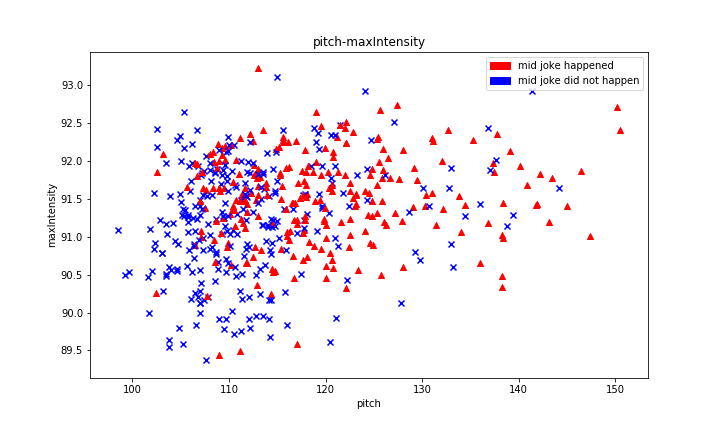 pitch-maxIntensity
mid joke happened
mid joke did not happen
93.0
92.5
92.0
91.5
91.0
90.5
90.0
89.5
maxIntensity
100
110
120
130
140
150
pitch